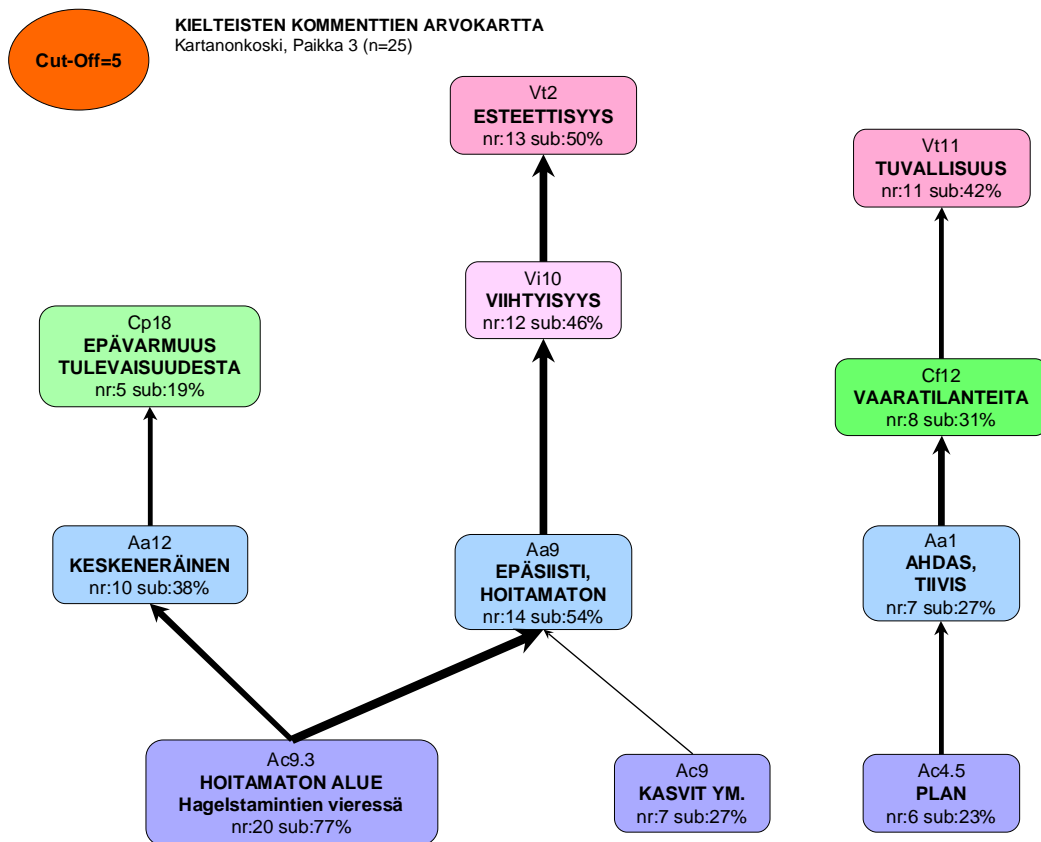 KIELTEISTEN KOMMENTTIEN ARVOKARTTA
Kartanonkoski, Paikka 3 (n=25)
Cut-Off=5
Vt2
ESTEETTISYYS
nr:13 sub:50%
Vt11
TUVALLISUUS
nr:11 sub:42%
Vi10
VIIHTYISYYS
nr:12 sub:46%
Cp18
EPÄVARMUUS
TULEVAISUUDESTA
nr:5 sub:19%
Cf12
VAARATILANTEITA
nr:8 sub:31%
Aa12
KESKENERÄINEN
nr:10 sub:38%
Aa9
EPÄSIISTI,
HOITAMATON
nr:14 sub:54%
Aa1
AHDAS,
TIIVIS
nr:7 sub:27%
Ac9.3
HOITAMATON ALUE
Hagelstamintien vieressä
nr:20 sub:77%
Ac9
KASVIT YM.
nr:7 sub:27%
Ac4.5
PLAN
nr:6 sub:23%